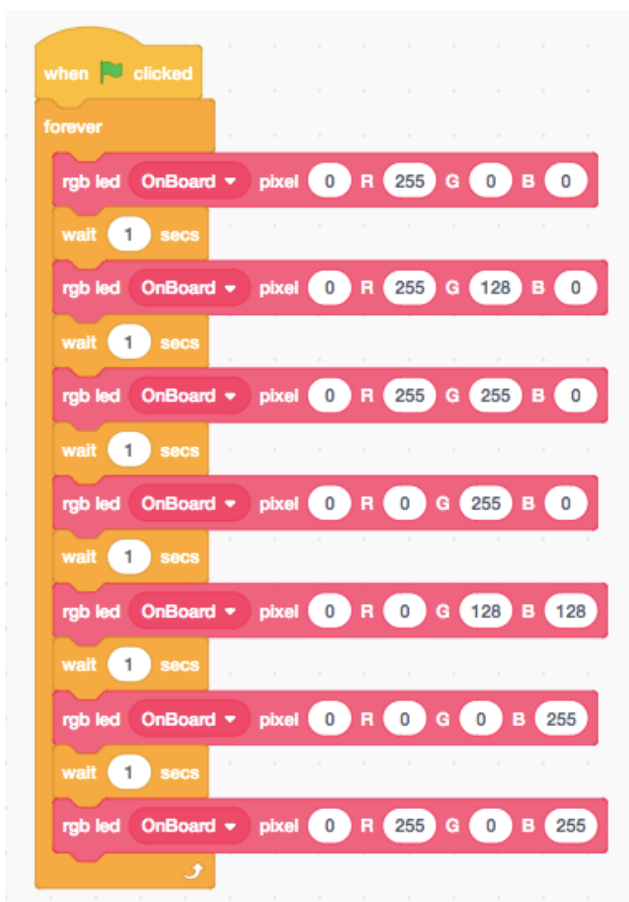 when clicked
forever
rgb led OnBoard pixel 0 R 255 G 0 B 0
wait 1 secs
rgb led OnBoard pixel 0 R 255 G 128 B 0
wait 1 secs
rgb led OnBoard pixel 0 R 255 G 255 B 0
wait 1 secs
rgb led OnBoard pixel 0 R 0 G 255 B 0
wait 1 secs
rgb led OnBoard pixel 0 R 0 G 128 B 128
wait 1 secs
rgb led OnBoard pixel 0 R 0 G 0 B 255
wait 1 secs
rgb led OnBoard pixel 0 R 255 G 0 B 255